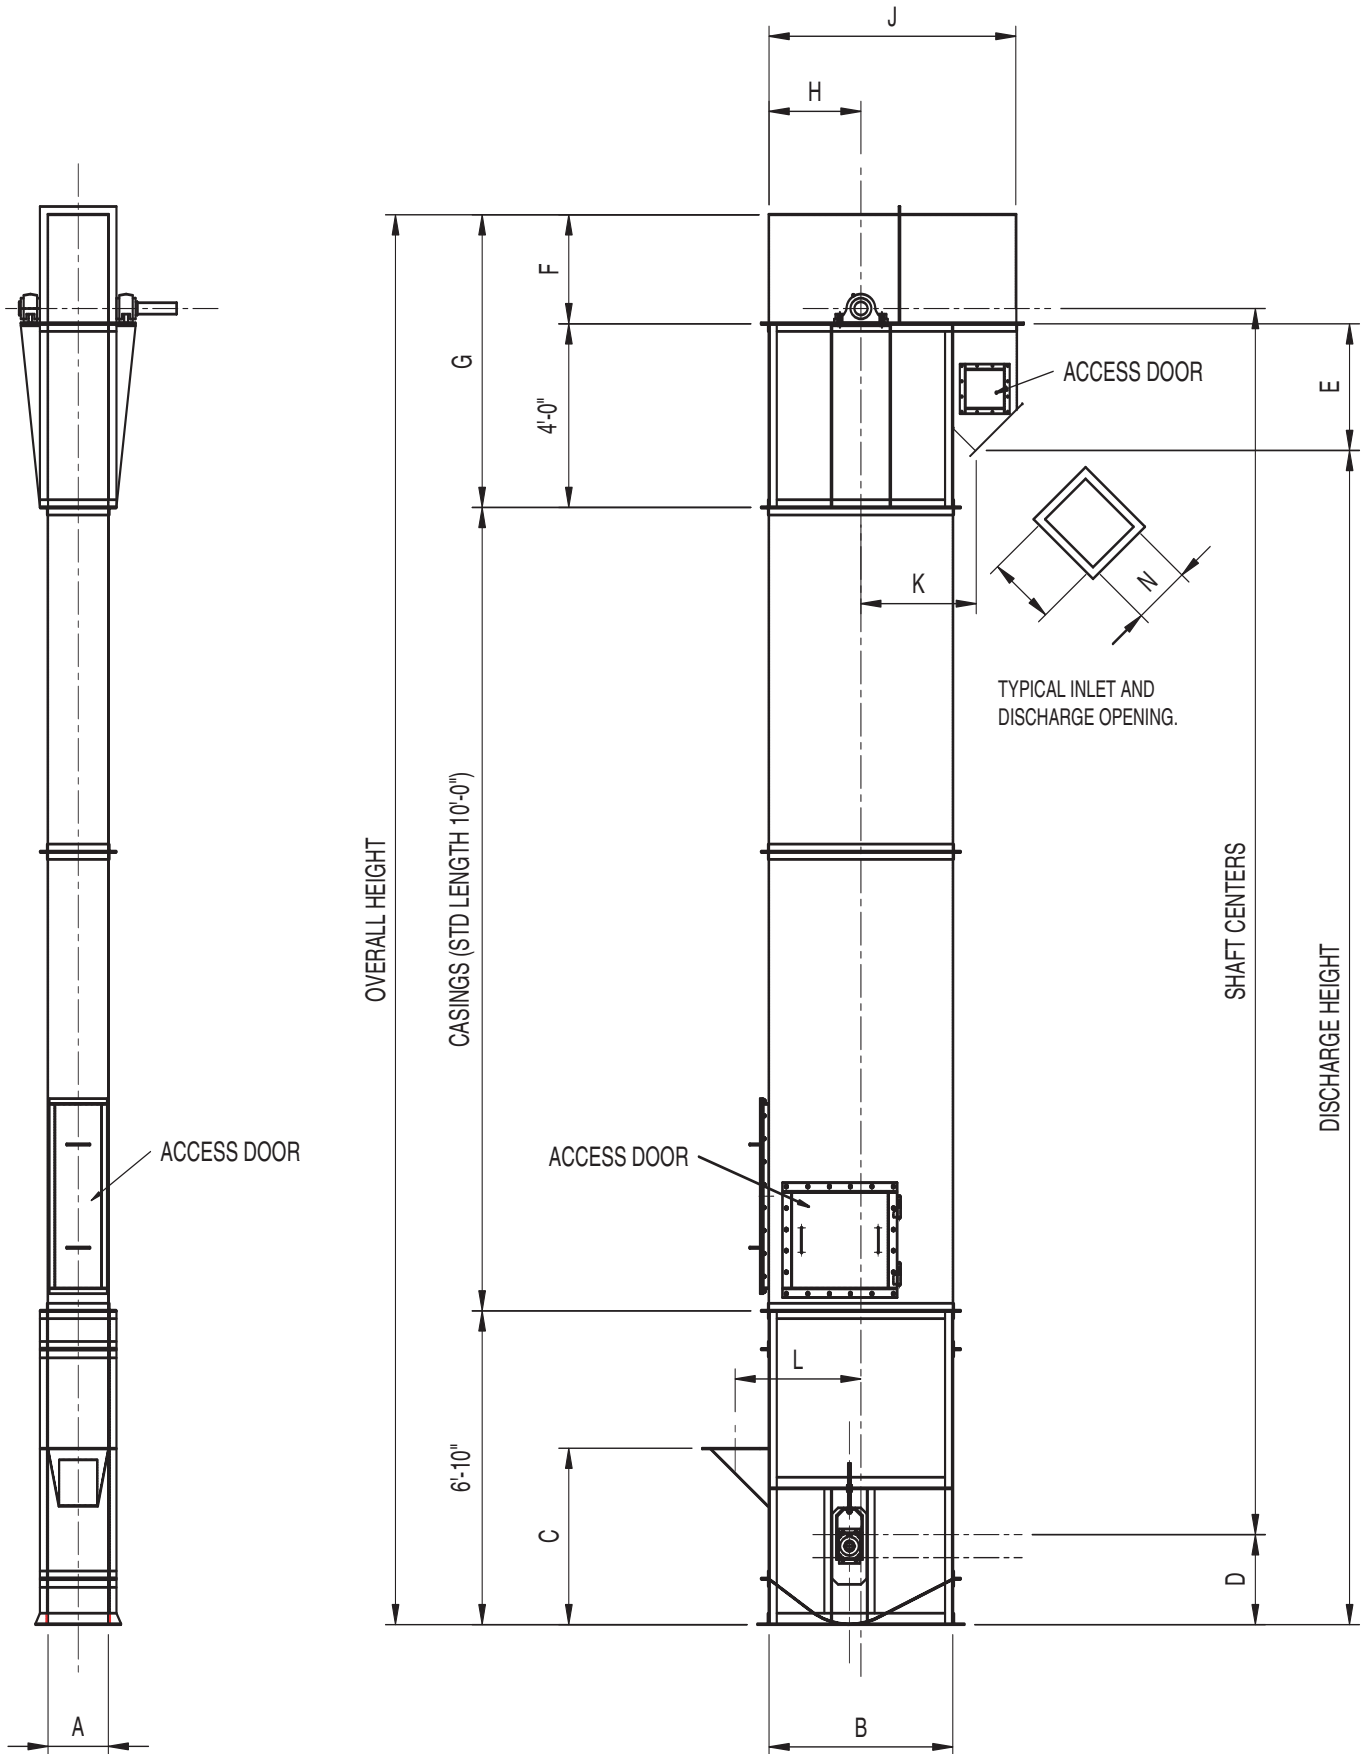 J
H
F
G
ACCESS DOOR
E
4'-0"
K
N
TYPICAL INLET AND
DISCHARGE OPENING.
OVERALL HEIGHT
CASINGS (STD LENGTH 10'-0")
SHAFT CENTERS
DISCHARGE HEIGHT
ACCESS DOOR
ACCESS DOOR
L
6'-10"
C
D
A
B